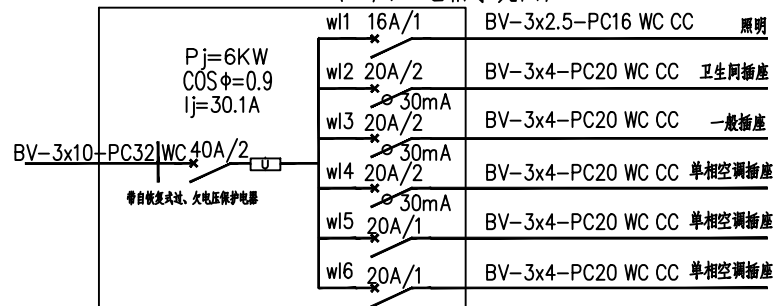 wl1 16A/1 BV-3x2.5-PC16 WC CC 照明
Pj=6KW
COSΦ=0.9
Ij=30.1A
wl2 20A/2 BV-3x4-PC20 WC CC 卫生间插座
30mA
wl3 20A/2 BV-3x4-PC20 WC CC 一般插座
30mA
BV-3x10-PC32 WC 40A/2 U
带自恢复式过、欠电压保护电器
wl4 20A/2 BV-3x4-PC20 WC CC 单相空调插座
30mA
wl5 20A/1 BV-3x4-PC20 WC CC 单相空调插座
wl6 20A/1 BV-3x4-PC20 WC CC 单相空调插座